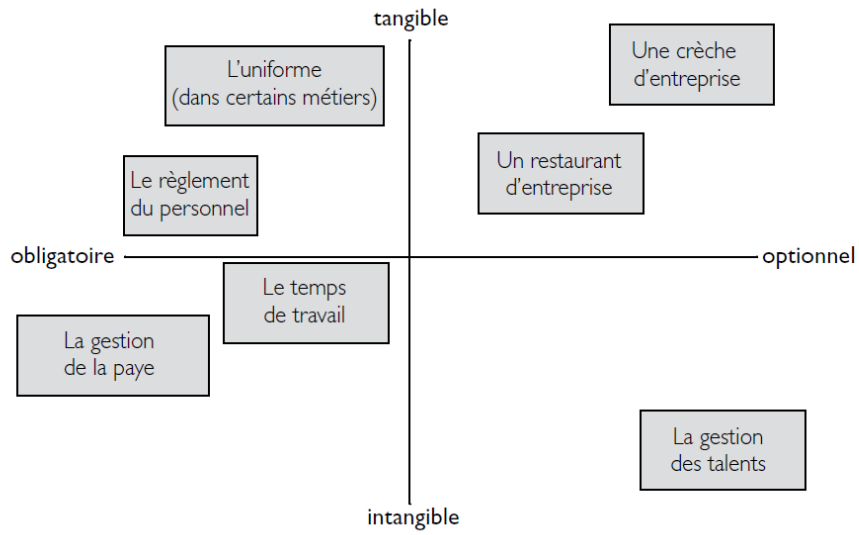 tangible
L’uniforme
(dans certains métiers)
Une crèche
d’entreprise
Un restaurant
d’entreprise
Le règlement
du personnel
obligatoire
optionnel
Le temps
de travail
La gestion
de la paye
La gestion
des talents
intangible